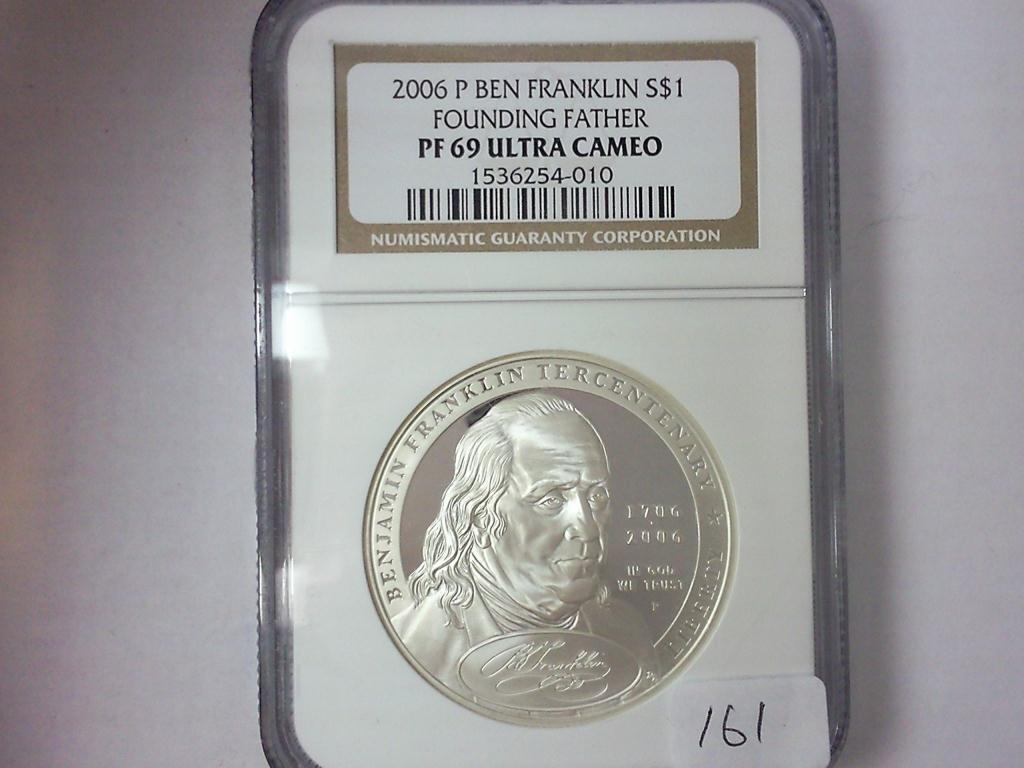 2006 P BEN FRANKLIN S$1
FOUNDING FATHER
PF 69 ULTRA CAMEO
1536254-010
NUMISMATIC GUARANTY CORPORATION
BENJAMIN FRANKLIN TERCENTENARY ★ LIBERTY
1706
2006
IN GOD
WE TRUST
P
B Franklin
161